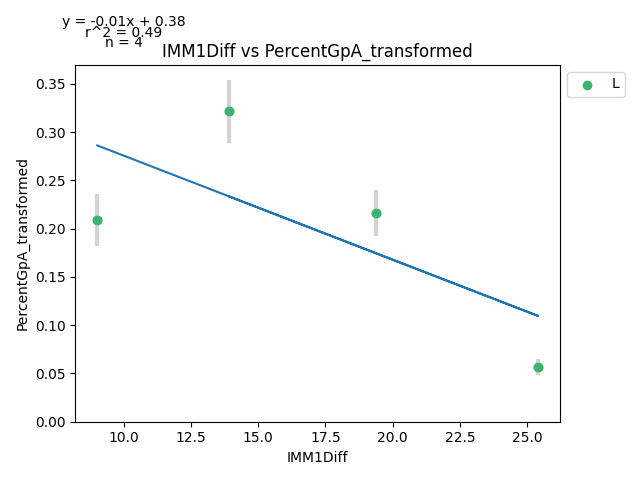 y = -0.01x + 0.38
r^2 = 0.49
n = 4
IMM1Diff vs PercentGpA_transformed
L
PercentGpA_transformed
0.35
0.30
0.25
0.20
0.15
0.10
0.05
0.00
10.0 12.5 15.0 17.5 20.0 22.5 25.0
IMM1Diff